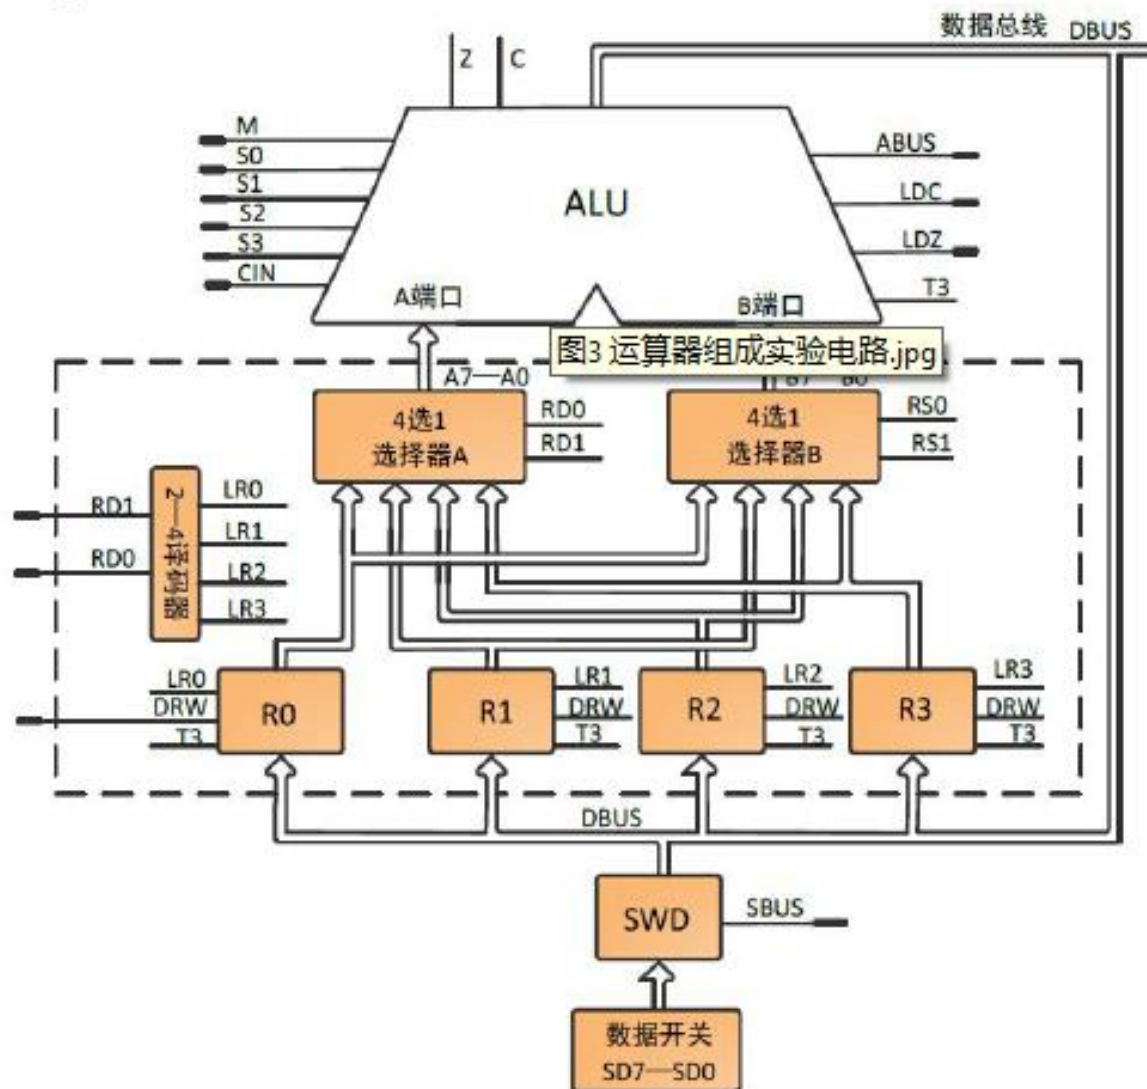 数据总线 DBUS
Z
C
M
S0
S1
S2
S3
CIN
ALU
ABUS
LDC
LDZ
T3
A端口
B端口
图3 运算器组成实验电路.jpg
A7—A0
4选1
选择器A
RD0
RD1
4选1
选择器B
RS0
RS1
RD1
RD0
2—4译码器
LR0
LR1
LR2
LR3
LR0
DRW
T3
R0
R1
LR1
DRW
T3
R2
LR2
DRW
T3
R3
LR3
DRW
T3
DBUS
SWD
SBUS
数据开关
SD7—SD0